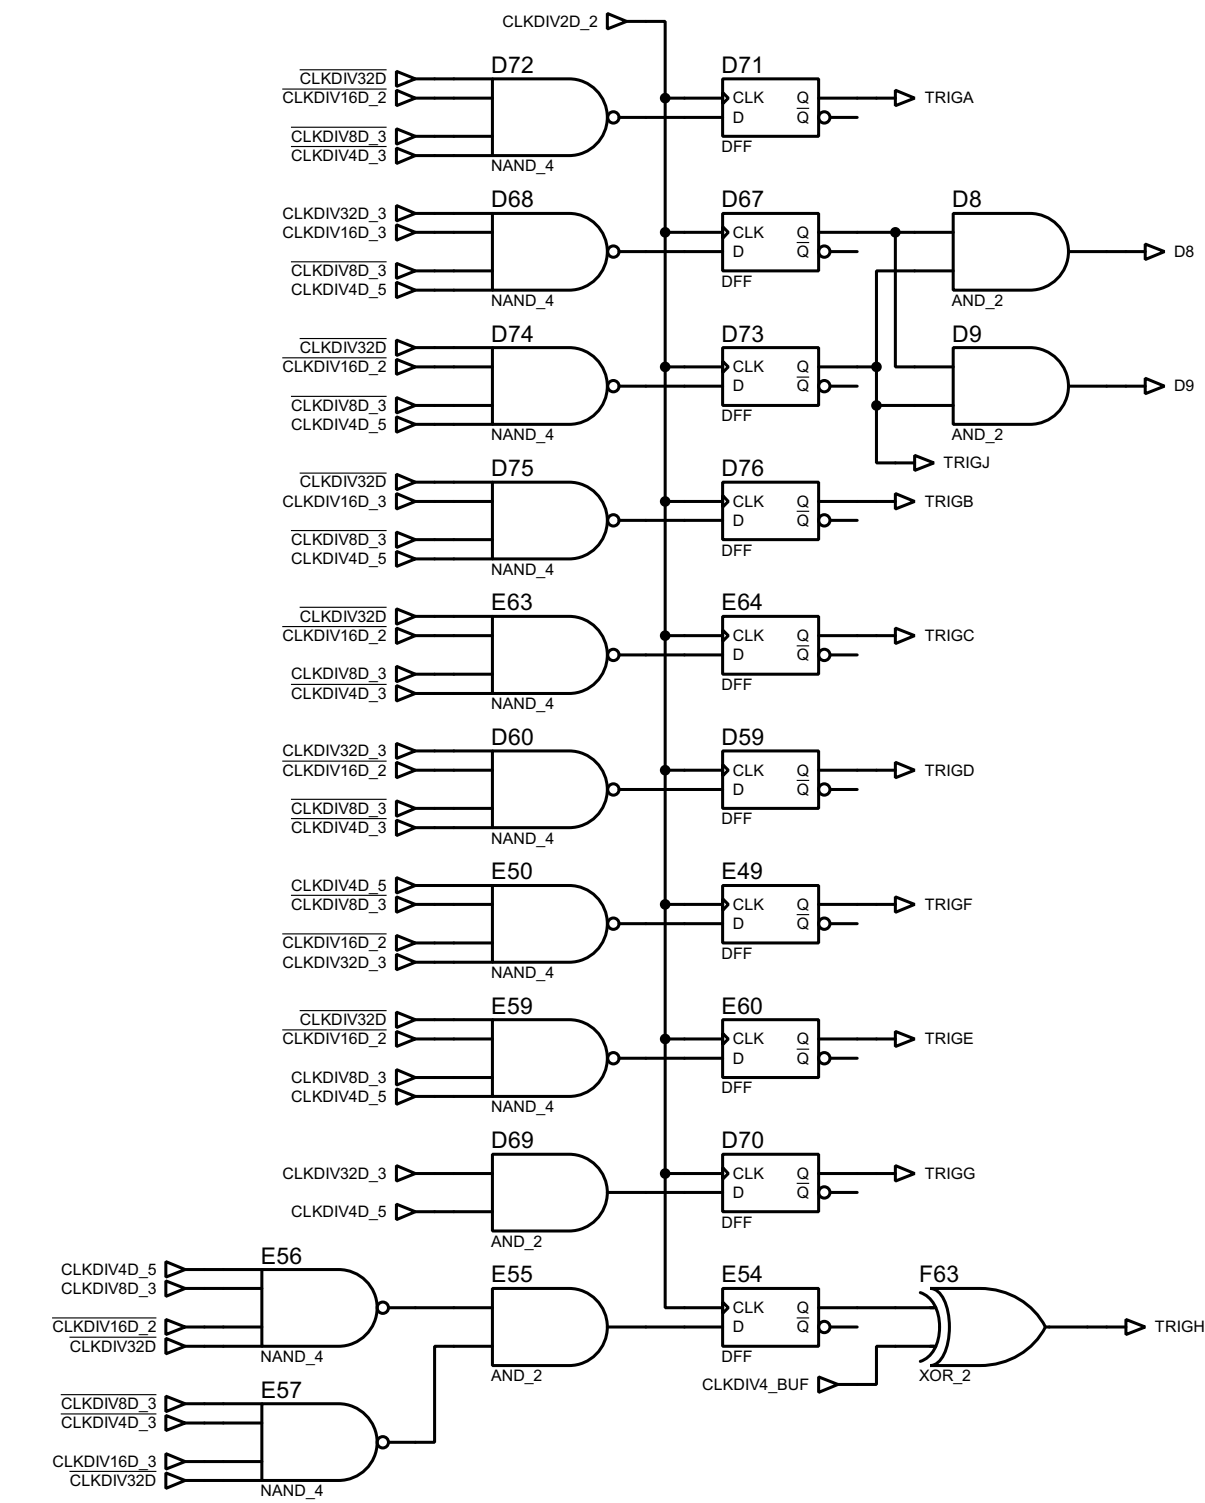 CLKDIV2D_2
D72
D71
CLKDIV32D
CLKDIV16D_2
CLK Q
TRIGA
D Q
CLKDIV8D_3
CLKDIV4D_3
NAND_4
DFF
D68
D67
D8
CLKDIV32D_3
CLKDIV16D_3
CLK Q
D Q
D8
CLKDIV8D_3
CLKDIV4D_5
NAND_4
DFF
AND_2
D74
D73
D9
CLKDIV32D
CLKDIV16D_2
CLK Q
D Q
D9
CLKDIV8D_3
CLKDIV4D_5
NAND_4
DFF
AND_2
TRIGJ
D75
D76
CLKDIV32D
CLKDIV16D_3
CLK Q
TRIGB
D Q
CLKDIV8D_3
CLKDIV4D_5
NAND_4
DFF
E63
E64
CLKDIV32D
CLKDIV16D_2
CLK Q
TRIGC
D Q
CLKDIV8D_3
CLKDIV4D_3
NAND_4
DFF
D60
D59
CLKDIV32D_3
CLKDIV16D_2
CLK Q
TRIGD
D Q
CLKDIV8D_3
CLKDIV4D_3
NAND_4
DFF
E50
E49
CLKDIV4D_5
CLKDIV8D_3
CLK Q
TRIGF
D Q
CLKDIV16D_2
CLKDIV32D_3
NAND_4
DFF
E59
E60
CLKDIV32D
CLKDIV16D_2
CLK Q
TRIGE
D Q
CLKDIV8D_3
CLKDIV4D_5
NAND_4
DFF
D69
D70
CLKDIV32D_3
CLK Q
TRIGG
D Q
CLKDIV4D_5
AND_2
DFF
E56
E55
E54
F63
CLKDIV4D_5
CLKDIV8D_3
CLK Q
D Q
TRIGH
CLKDIV16D_2
CLKDIV32D
NAND_4
AND_2
DFF
XOR_2
CLKDIV4_BUF
E57
CLKDIV8D_3
CLKDIV4D_3
CLKDIV16D_3
CLKDIV32D
NAND_4